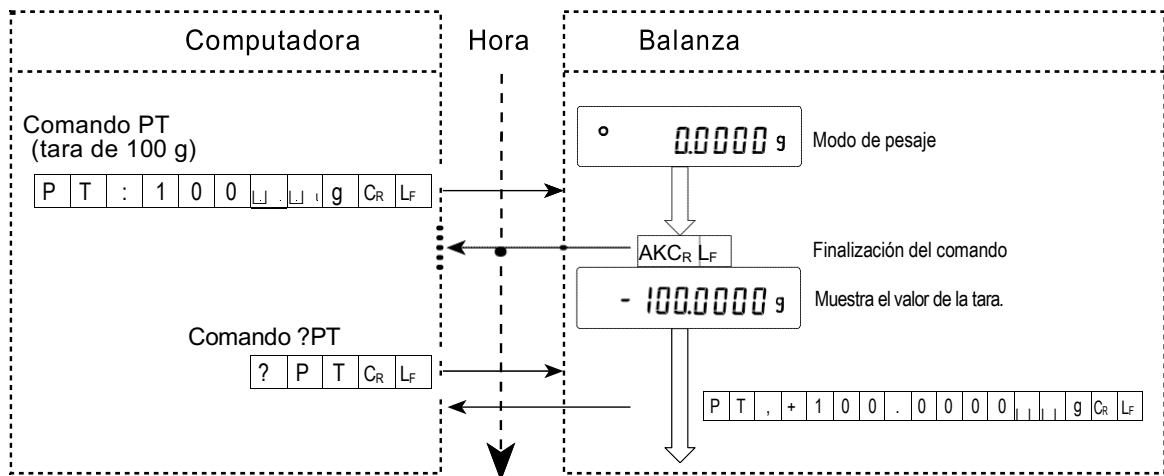 Computadora Hora Balanza
Comando PT
(tara de 100 g)
0.0000 g Modo de pesaje
P T : 1 0 0 ␣ ␣ g CR LF
AKCR LF Finalización del comando
- 100.0000 g Muestra el valor de la tara.
Comando ?PT
? P T CR LF
P T , + 1 0 0 . 0 0 0 0 ␣ ␣ g CR LF